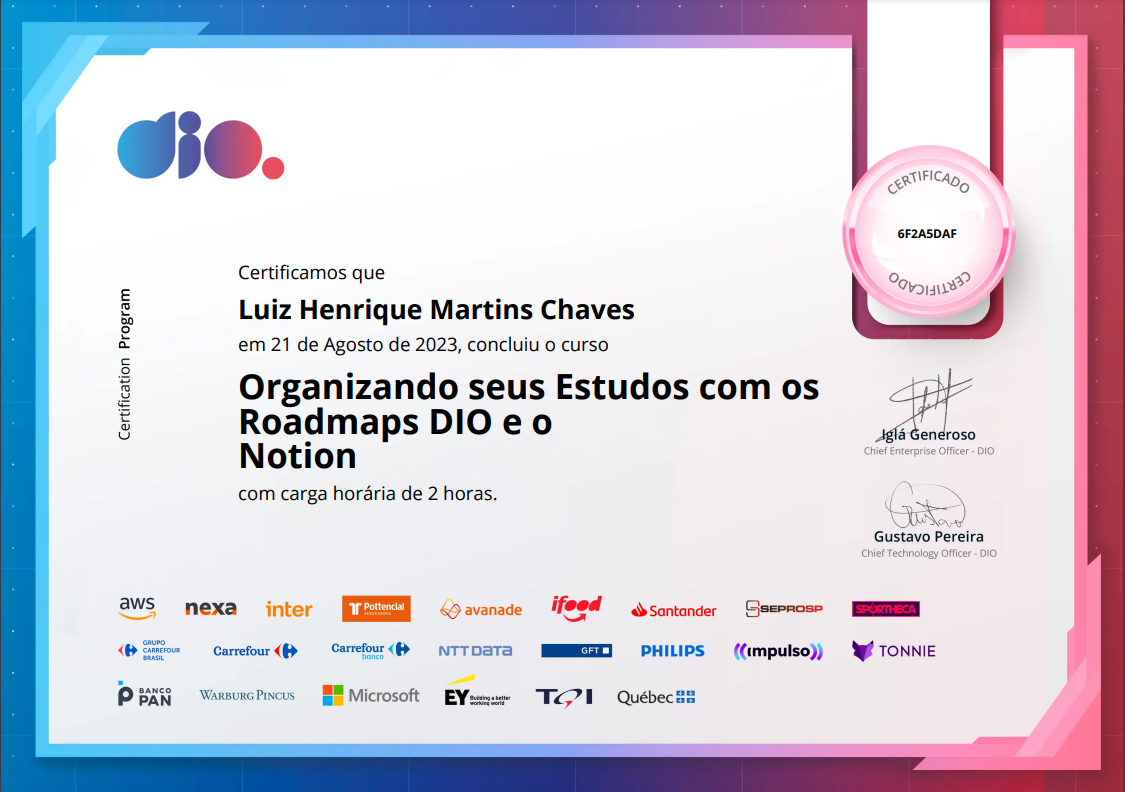 dio.
CERTIFICADO
6F2A5DAF
CERTIFICADO
Certification Program
Certificamos que
Luiz Henrique Martins Chaves
em 21 de Agosto de 2023, concluiu o curso
Organizando seus Estudos com os
Roadmaps DIO e o
Notion
com carga horária de 2 horas.
Iglá Generoso
Chief Enterprise Officer - DIO
Gustavo Pereira
Chief Technology Officer - DIO
aws nexa inter Pottencial avanade ifood Santander SEPROSP SPORTHECA
GRUPO
CARREFOUR
BRASIL
Carrefour Carrefour
banco
NTT DATA GFT PHILIPS impulso TONNIE
BANCO
PAN
WARBURG PINCUS Microsoft EY Building a better
working world
TQI Québec